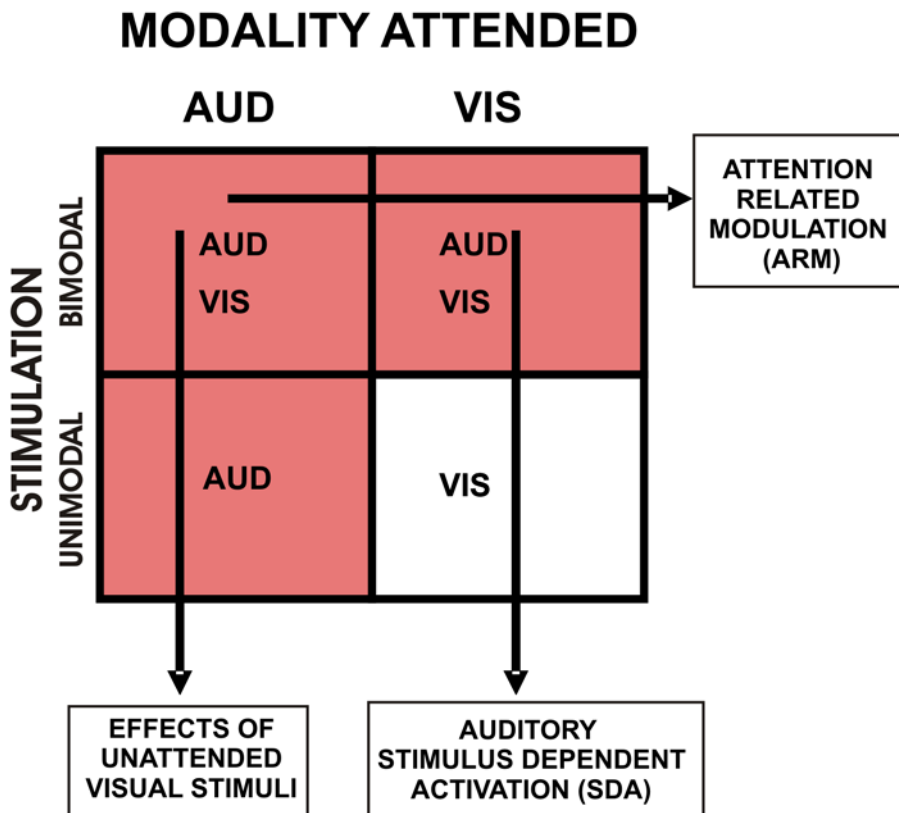 MODALITY ATTENDED
AUD
VIS
STIMULATION
BIMODAL
UNIMODAL
AUD
VIS
AUD
VIS
AUD
VIS
ATTENTION
RELATED
MODULATION
(ARM)
EFFECTS OF
UNATTENDED
VISUAL STIMULI
AUDITORY
STIMULUS DEPENDENT
ACTIVATION (SDA)